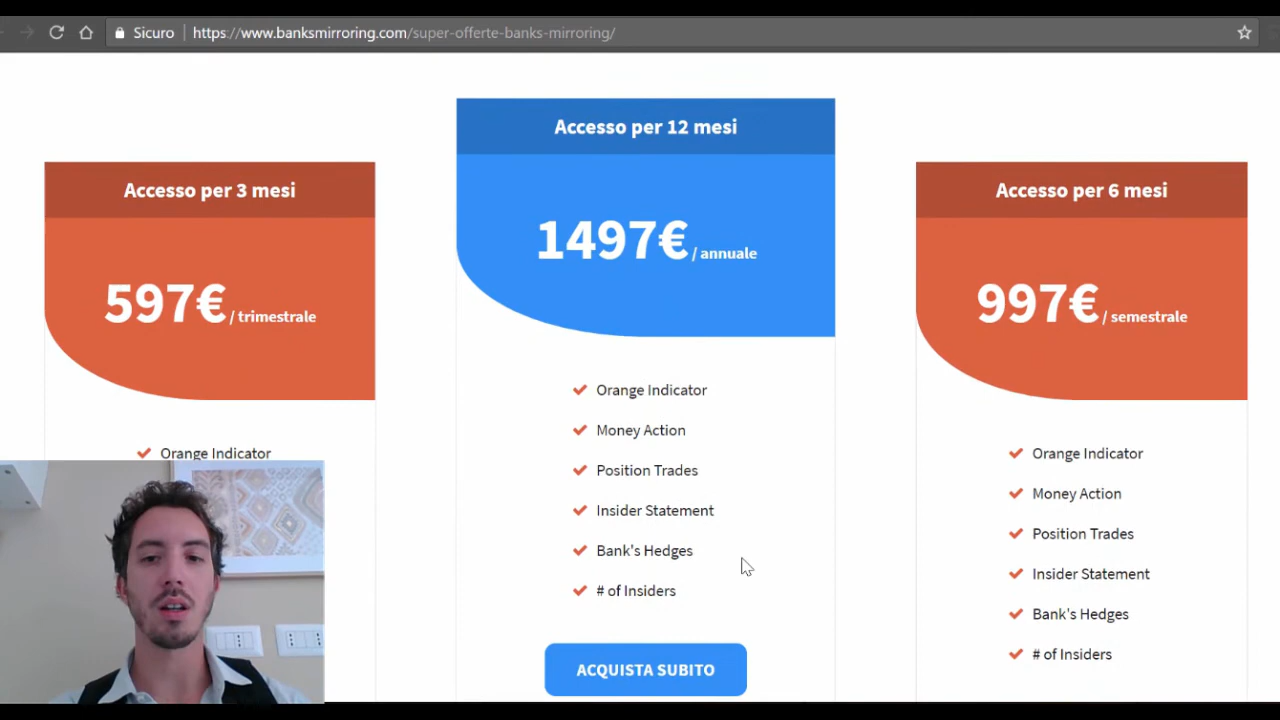 Sicuro
https://www.banksmirroring.com/super-offerte-banks-mirroring/
Accesso per 3 mesi
597€ / trimestrale
Orange Indicator
Accesso per 12 mesi
1497€ / annuale
Orange Indicator
Money Action
Position Trades
Insider Statement
Bank's Hedges
# of Insiders
ACQUISTA SUBITO
Accesso per 6 mesi
997€ / semestrale
Orange Indicator
Money Action
Position Trades
Insider Statement
Bank's Hedges
# of Insiders